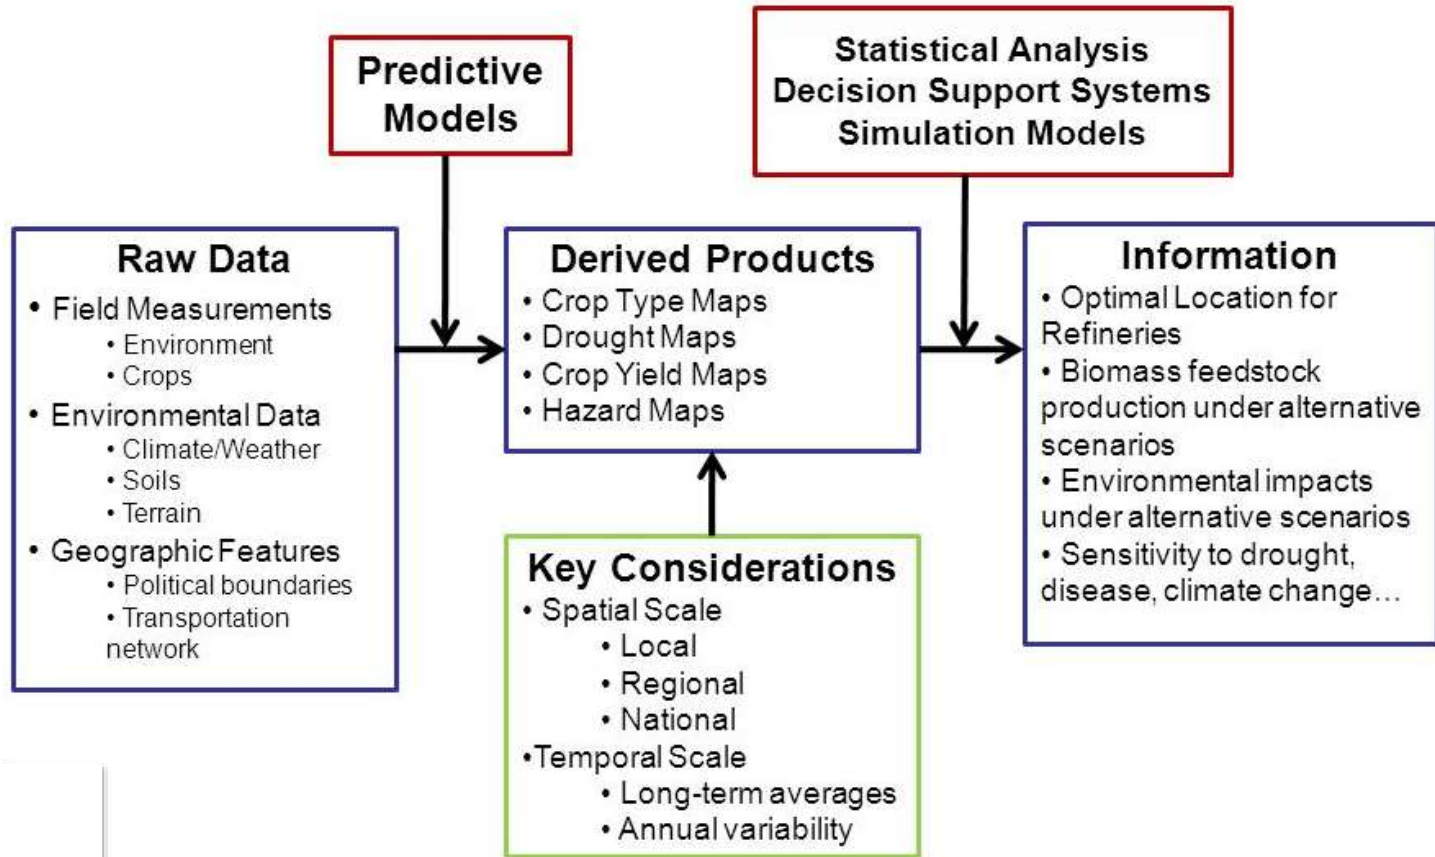 Predictive
Models
Statistical Analysis
Decision Support Systems
Simulation Models
Raw Data
• Field Measurements
• Environment
• Crops
• Environmental Data
• Climate/Weather
• Soils
• Terrain
• Geographic Features
• Political boundaries
• Transportation
network
Derived Products
• Crop Type Maps
• Drought Maps
• Crop Yield Maps
• Hazard Maps
Key Considerations
• Spatial Scale
• Local
• Regional
• National
•Temporal Scale
• Long-term averages
• Annual variability
Information
• Optimal Location for
Refineries
• Biomass feedstock
production under alternative
scenarios
• Environmental impacts
under alternative scenarios
• Sensitivity to drought,
disease, climate change…